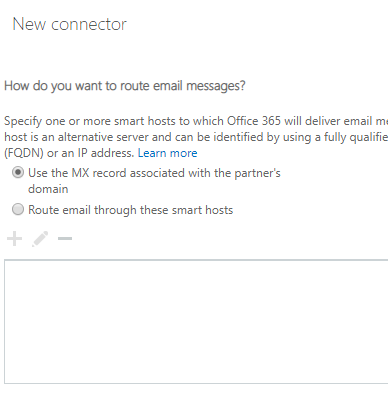 New connector
How do you want to route email messages?
Specify one or more smart hosts to which Office 365 will deliver email
host is an alternative server and can be identified by using a fully
(FQDN) or an IP address. Learn more
Use the MX record associated with the partner's
domain
Route email through these smart hosts